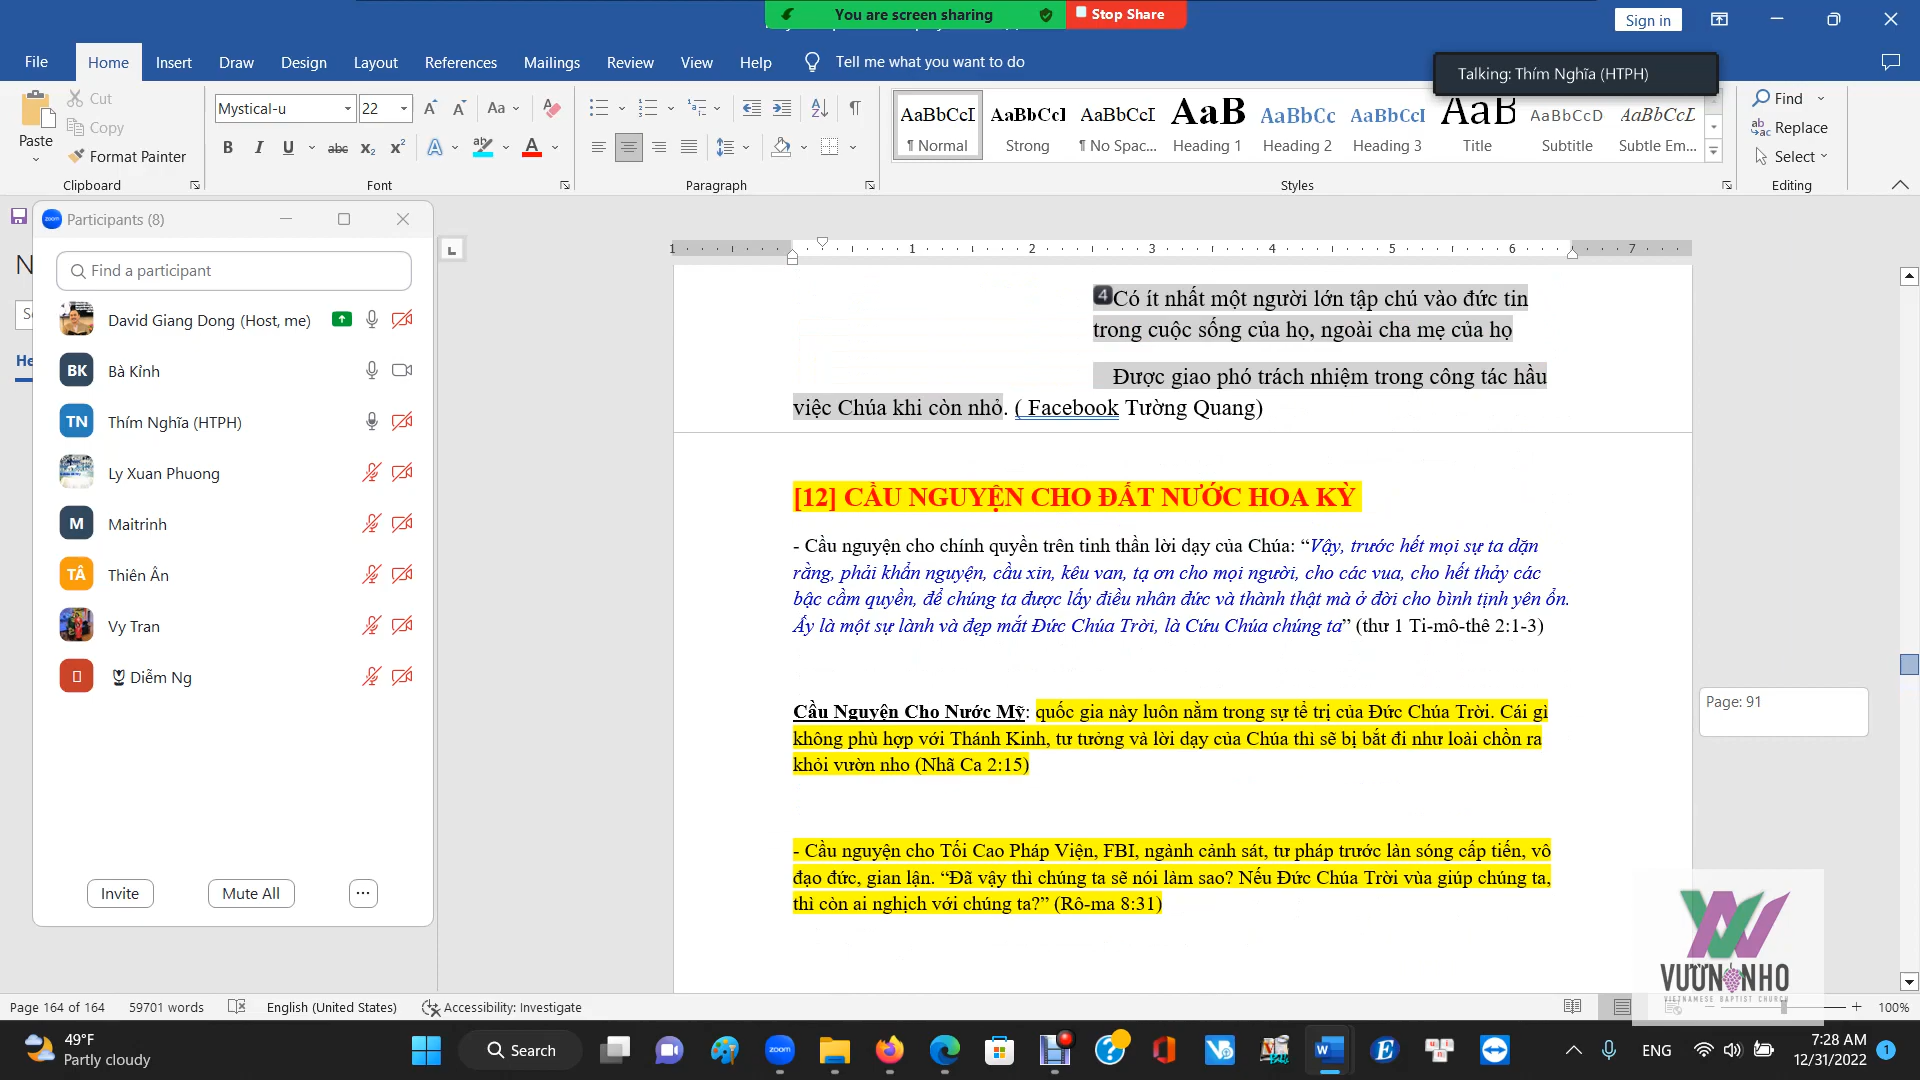 You are screen sharing
Stop Share
Sign in
File Home Insert Draw Design Layout References Mailings Review View Help Tell me what you want to do
Talking: Thím Nghĩa (HTPH)
Paste
Cut
Copy
Format Painter
Clipboard
Mystical-u 22
Font
Paragraph
AaBbCcI ¶ Normal
AaBbCcI Strong
AaBbCcI ¶ No Spac...
AaB Heading 1
AaBbCc Heading 2
AaBbCcI Heading 3
AaB Title
AaBbCcD Subtitle
AaBbCcL Subtle Em...
Styles
Find
Replace
Select
Editing
Participants (8)
Find a participant
David Giang Dong (Host, me)
BK Bà Kỉnh
TN Thím Nghĩa (HTPH)
Ly Xuan Phuong
M Maitrinh
TÂ Thiên Ân
Vy Tran
Diễm Ng
Invite Mute All ...
1 1 2 3 4 5 6 7
4 Có ít nhất một người lớn tập chú vào đức tin
trong cuộc sống của họ, ngoài cha mẹ của họ
Được giao phó trách nhiệm trong công tác hầu
việc Chúa khi còn nhỏ. ( Facebook Tường Quang)
[12] CẦU NGUYỆN CHO ĐẤT NƯỚC HOA KỲ
- Cầu nguyện cho chính quyền trên tinh thần lời dạy của Chúa: “Vậy, trước hết mọi sự ta dặn
rằng, phải khẩn nguyện, cầu xin, kêu van, tạ ơn cho mọi người, cho các vua, cho hết thảy các
bậc cầm quyền, để chúng ta được lấy điều nhân đức và thành thật mà ở đời cho bình tịnh yên ổn.
Ấy là một sự lành và đẹp mắt Đức Chúa Trời, là Cứu Chúa chúng ta” (thư 1 Ti-mô-thê 2:1-3)
Cầu Nguyện Cho Nước Mỹ: quốc gia này luôn nằm trong sự tể trị của Đức Chúa Trời. Cái gì
không phù hợp với Thánh Kinh, tư tưởng và lời dạy của Chúa thì sẽ bị bắt đi như loài chồn ra
khỏi vườn nho (Nhã Ca 2:15)
- Cầu nguyện cho Tối Cao Pháp Viện, FBI, ngành cảnh sát, tư pháp trước làn sóng cấp tiến, vô
đạo đức, gian lận. “Đã vậy thì chúng ta sẽ nói làm sao? Nếu Đức Chúa Trời vùa giúp chúng ta,
thì còn ai nghịch với chúng ta?” (Rô-ma 8:31)
Page: 91
VƯỜN NHO
VIETNAMESE BAPTIST CHURCH
Page 164 of 164 59701 words English (United States) Accessibility: Investigate 100%
49°F
Partly cloudy
Search
ENG
7:28 AM
12/31/2022
1